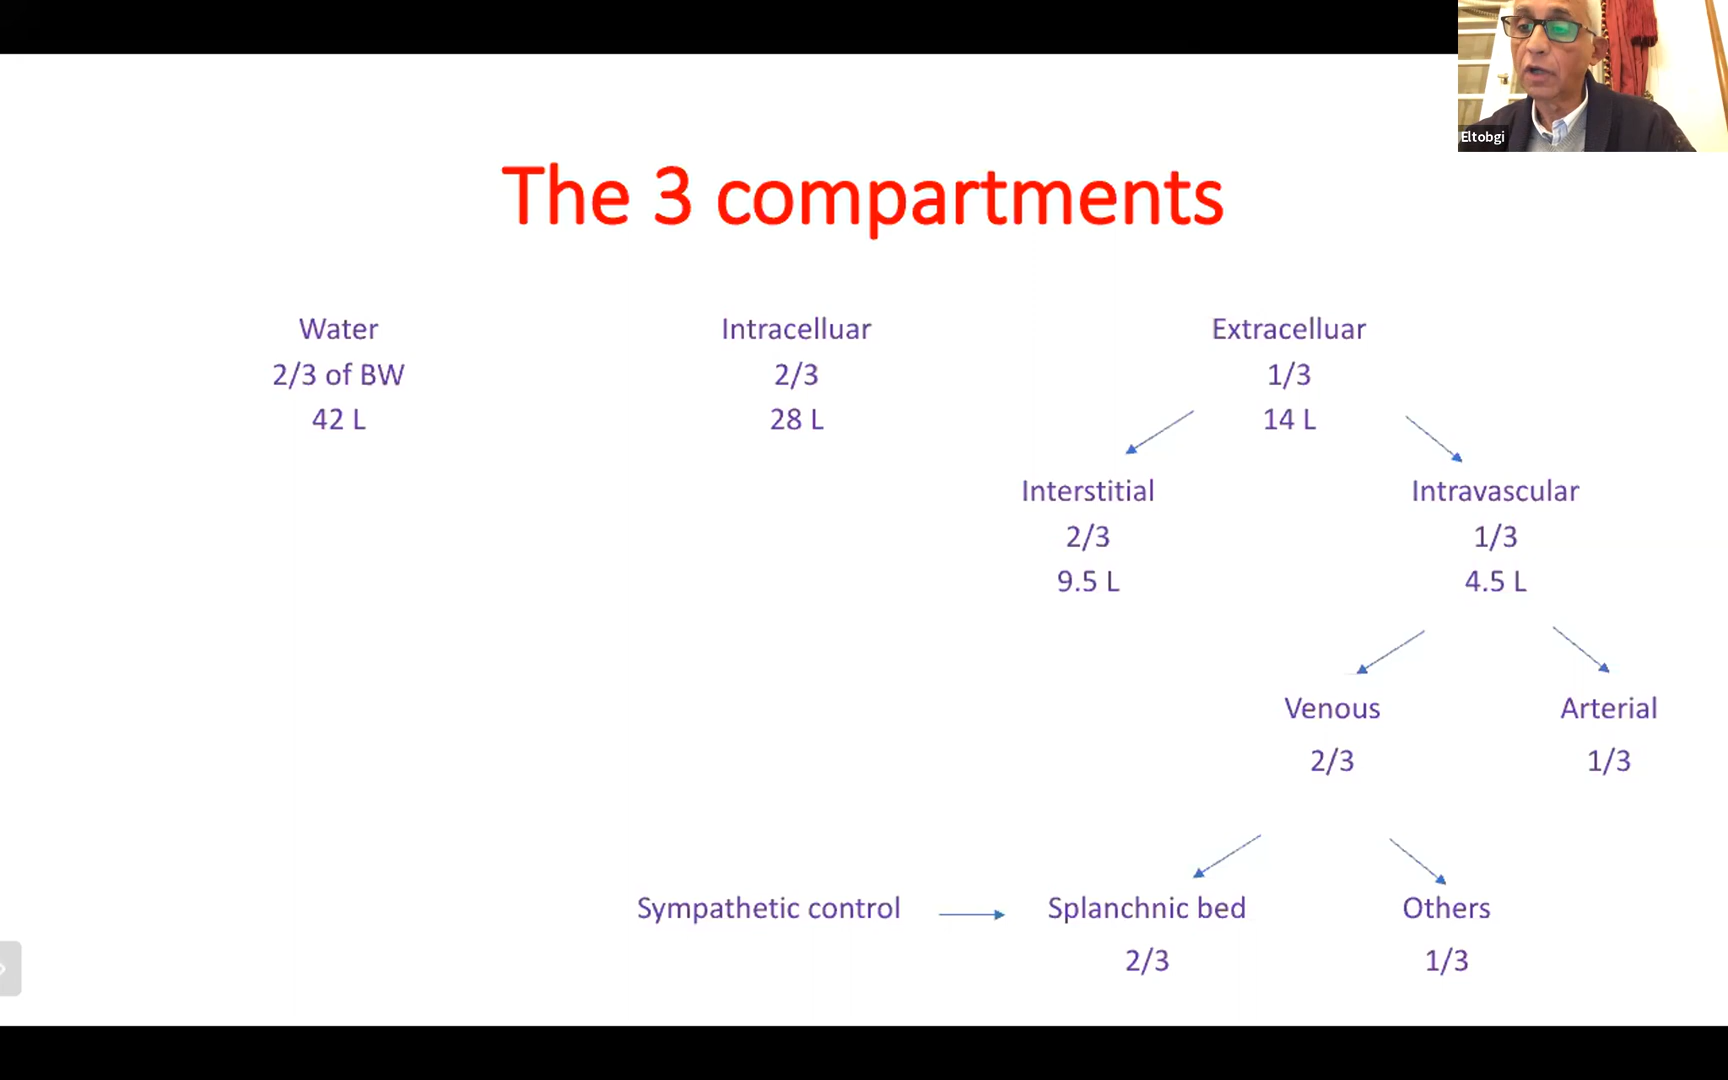 Eltobgi
The 3 compartments
Water
2/3 of BW
42 L
Intracelluar
2/3
28 L
Extracelluar
1/3
14 L
Interstitial
2/3
9.5 L
Intravascular
1/3
4.5 L
Venous
2/3
Arterial
1/3
Sympathetic control
Splanchnic bed
2/3
Others
1/3